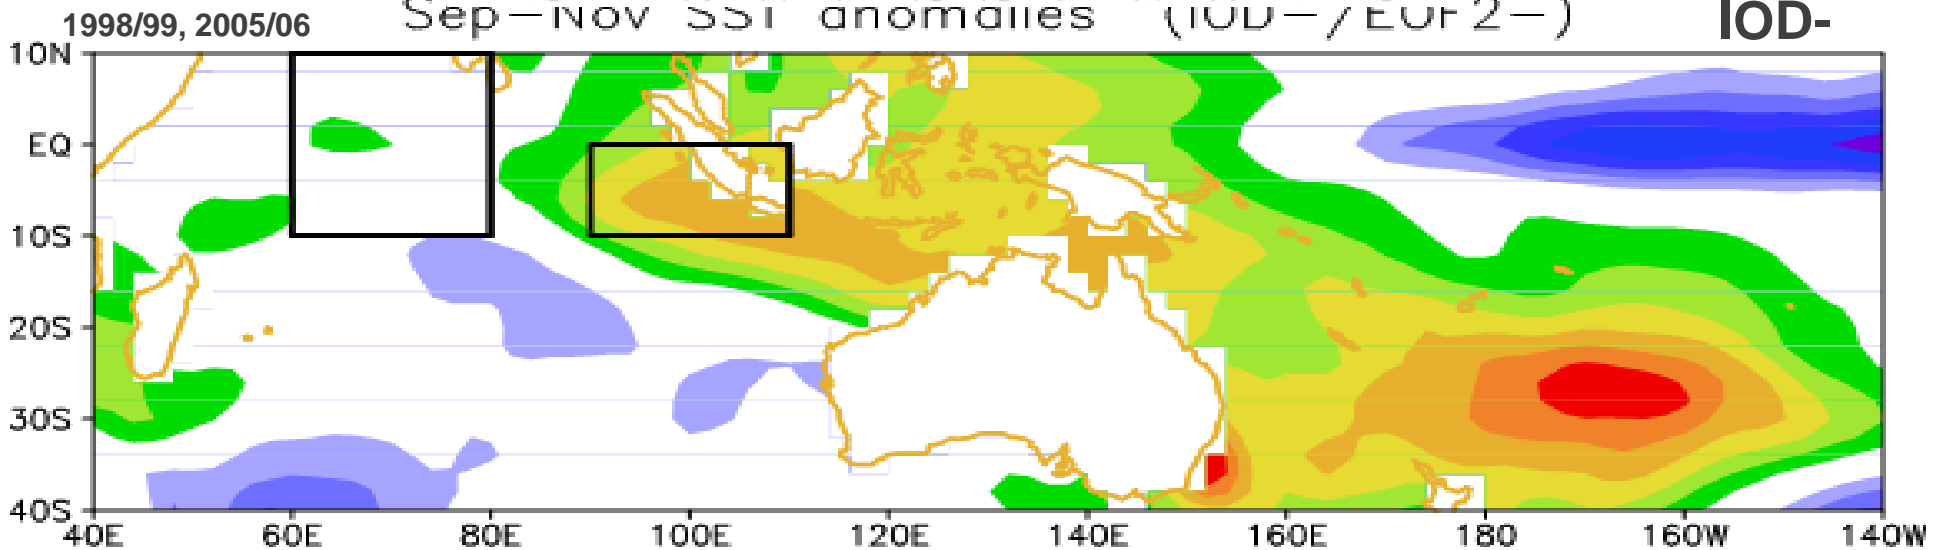 1998/99, 2005/06 Sep-Nov SST anomalies (IOD-/EOF2-) IOD-
10N
EQ
10S
20S
30S
40S
40E 60E 80E 100E 120E 140E 160E 180 160W 140W